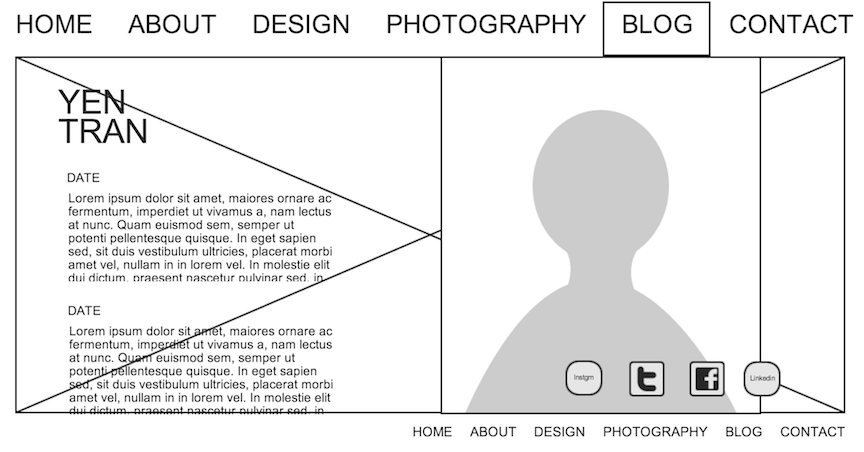 HOME ABOUT DESIGN PHOTOGRAPHY BLOG CONTACT
YEN
TRAN
DATE
Lorem ipsum dolor sit amet, maiores ornare ac
fermentum, imperdiet ut vivamus a, nam lectus
at nunc. Quam euismod sem, semper ut
potenti pellentesque quisque. In eget sapien
sed, sit duis vestibulum ultricies, placerat morbi
amet vel, nullam in in lorem vel. In molestie elit
dui dictum, praesent nascetur pulvinar sed, in
DATE
Lorem ipsum dolor sit amet, maiores ornare ac
fermentum, imperdiet ut vivamus a, nam lectus
at nunc. Quam euismod sem, semper ut
potenti pellentesque quisque. In eget sapien
sed, sit duis vestibulum ultricies, placerat morbi
amet vel, nullam in in lorem vel. In molestie elit
dui dictum, praesent nascetur pulvinar sed, in
Instgm t f Linkedin
HOME ABOUT DESIGN PHOTOGRAPHY BLOG CONTACT